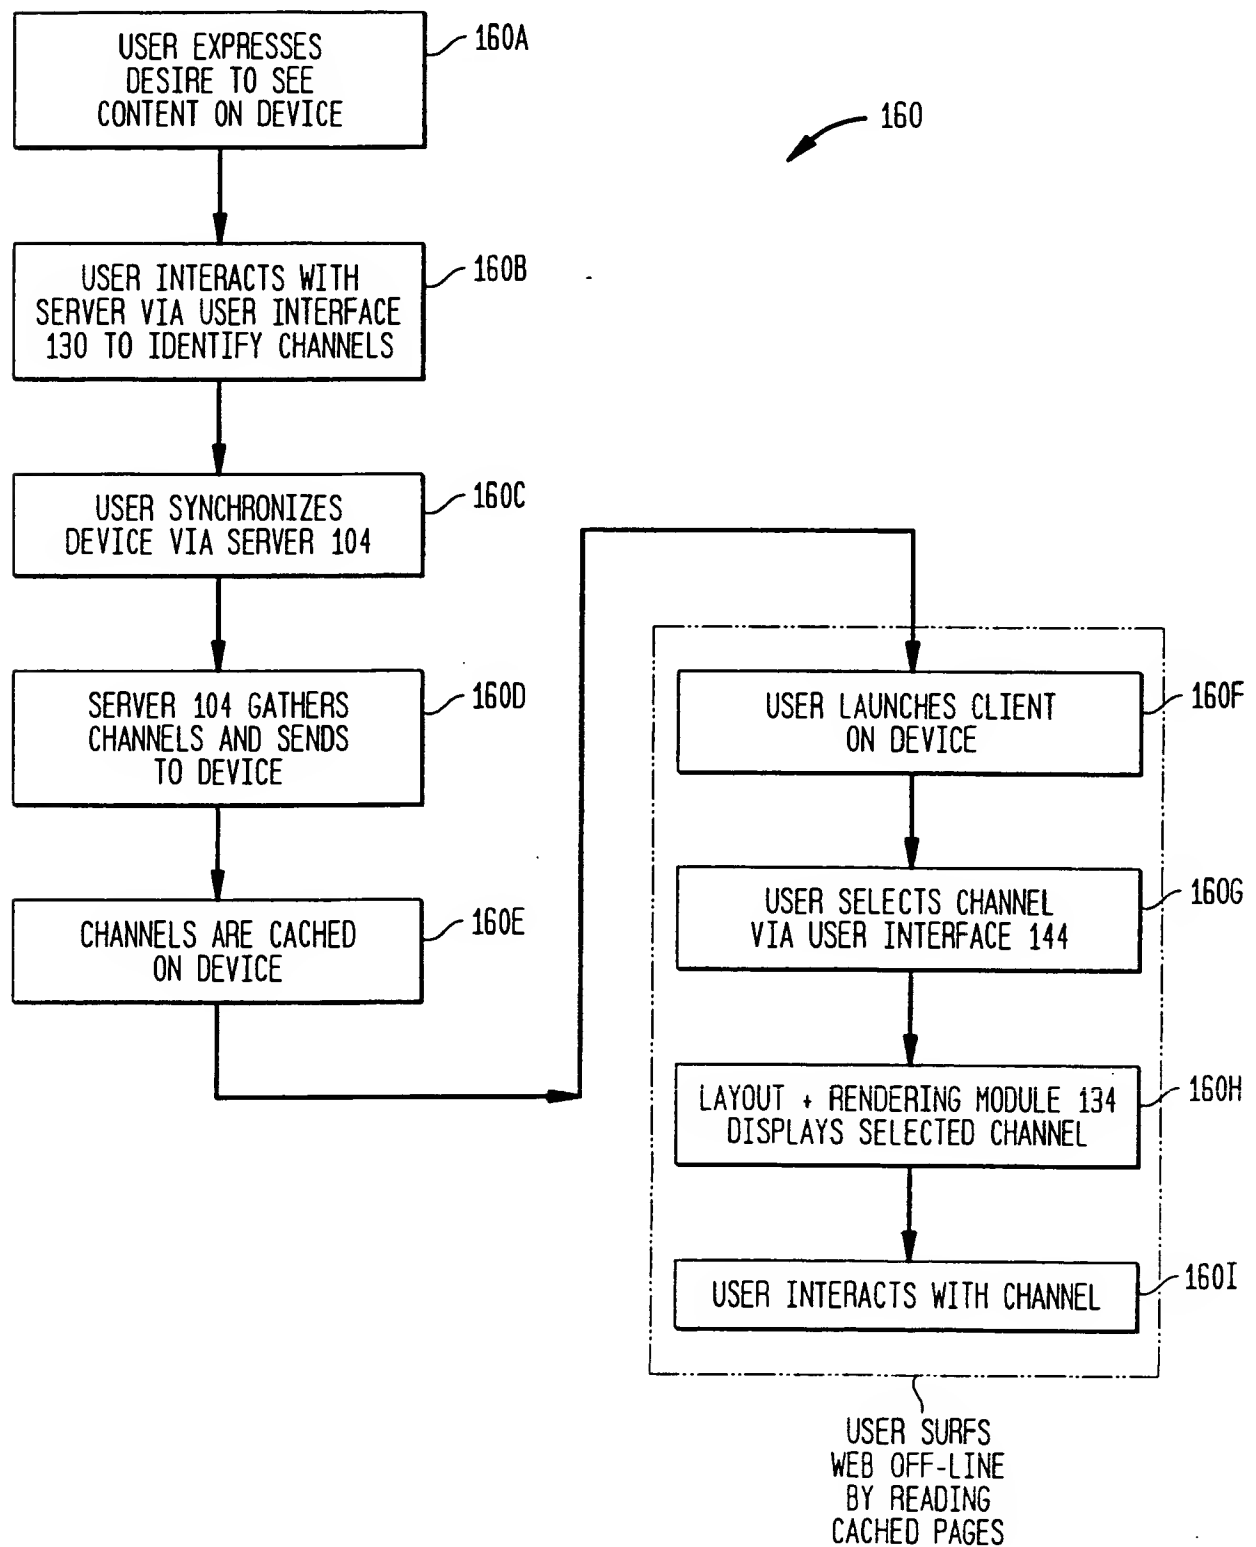 USER EXPRESSES
DESIRE TO SEE
CONTENT ON DEVICE
160A
160
USER INTERACTS WITH
SERVER VIA USER INTERFACE
130 TO IDENTIFY CHANNELS
160B
USER SYNCHRONIZES
DEVICE VIA SERVER 104
160C
SERVER 104 GATHERS
CHANNELS AND SENDS
TO DEVICE
160D
CHANNELS ARE CACHED
ON DEVICE
160E
USER LAUNCHES CLIENT
ON DEVICE
160F
USER SELECTS CHANNEL
VIA USER INTERFACE 144
160G
LAYOUT + RENDERING MODULE 134
DISPLAYS SELECTED CHANNEL
160H
USER INTERACTS WITH CHANNEL
160I
USER SURFS
WEB OFF-LINE
BY READING
CACHED PAGES